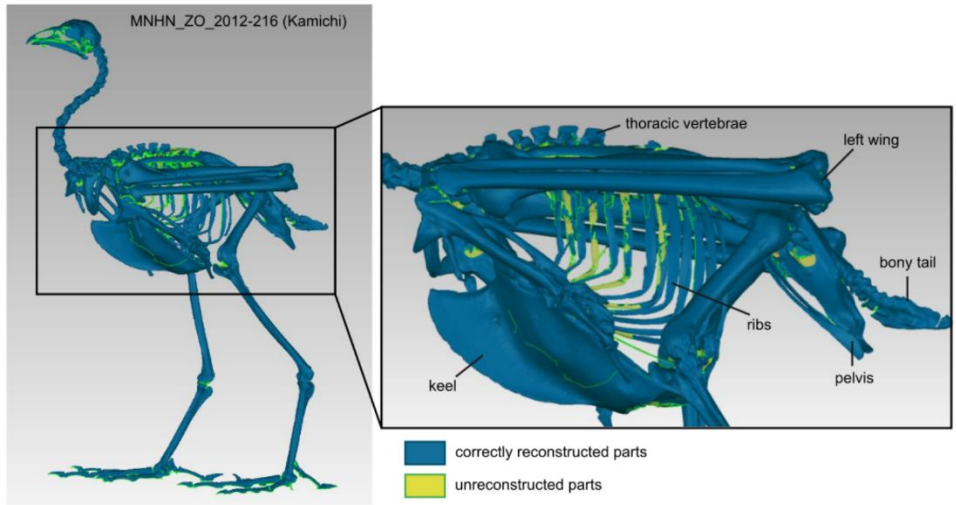 MNHN_ZO_2012-216 (Kamichi)
thoracic vertebrae
left wing
bony tail
ribs
pelvis
keel
correctly reconstructed parts
unreconstructed parts